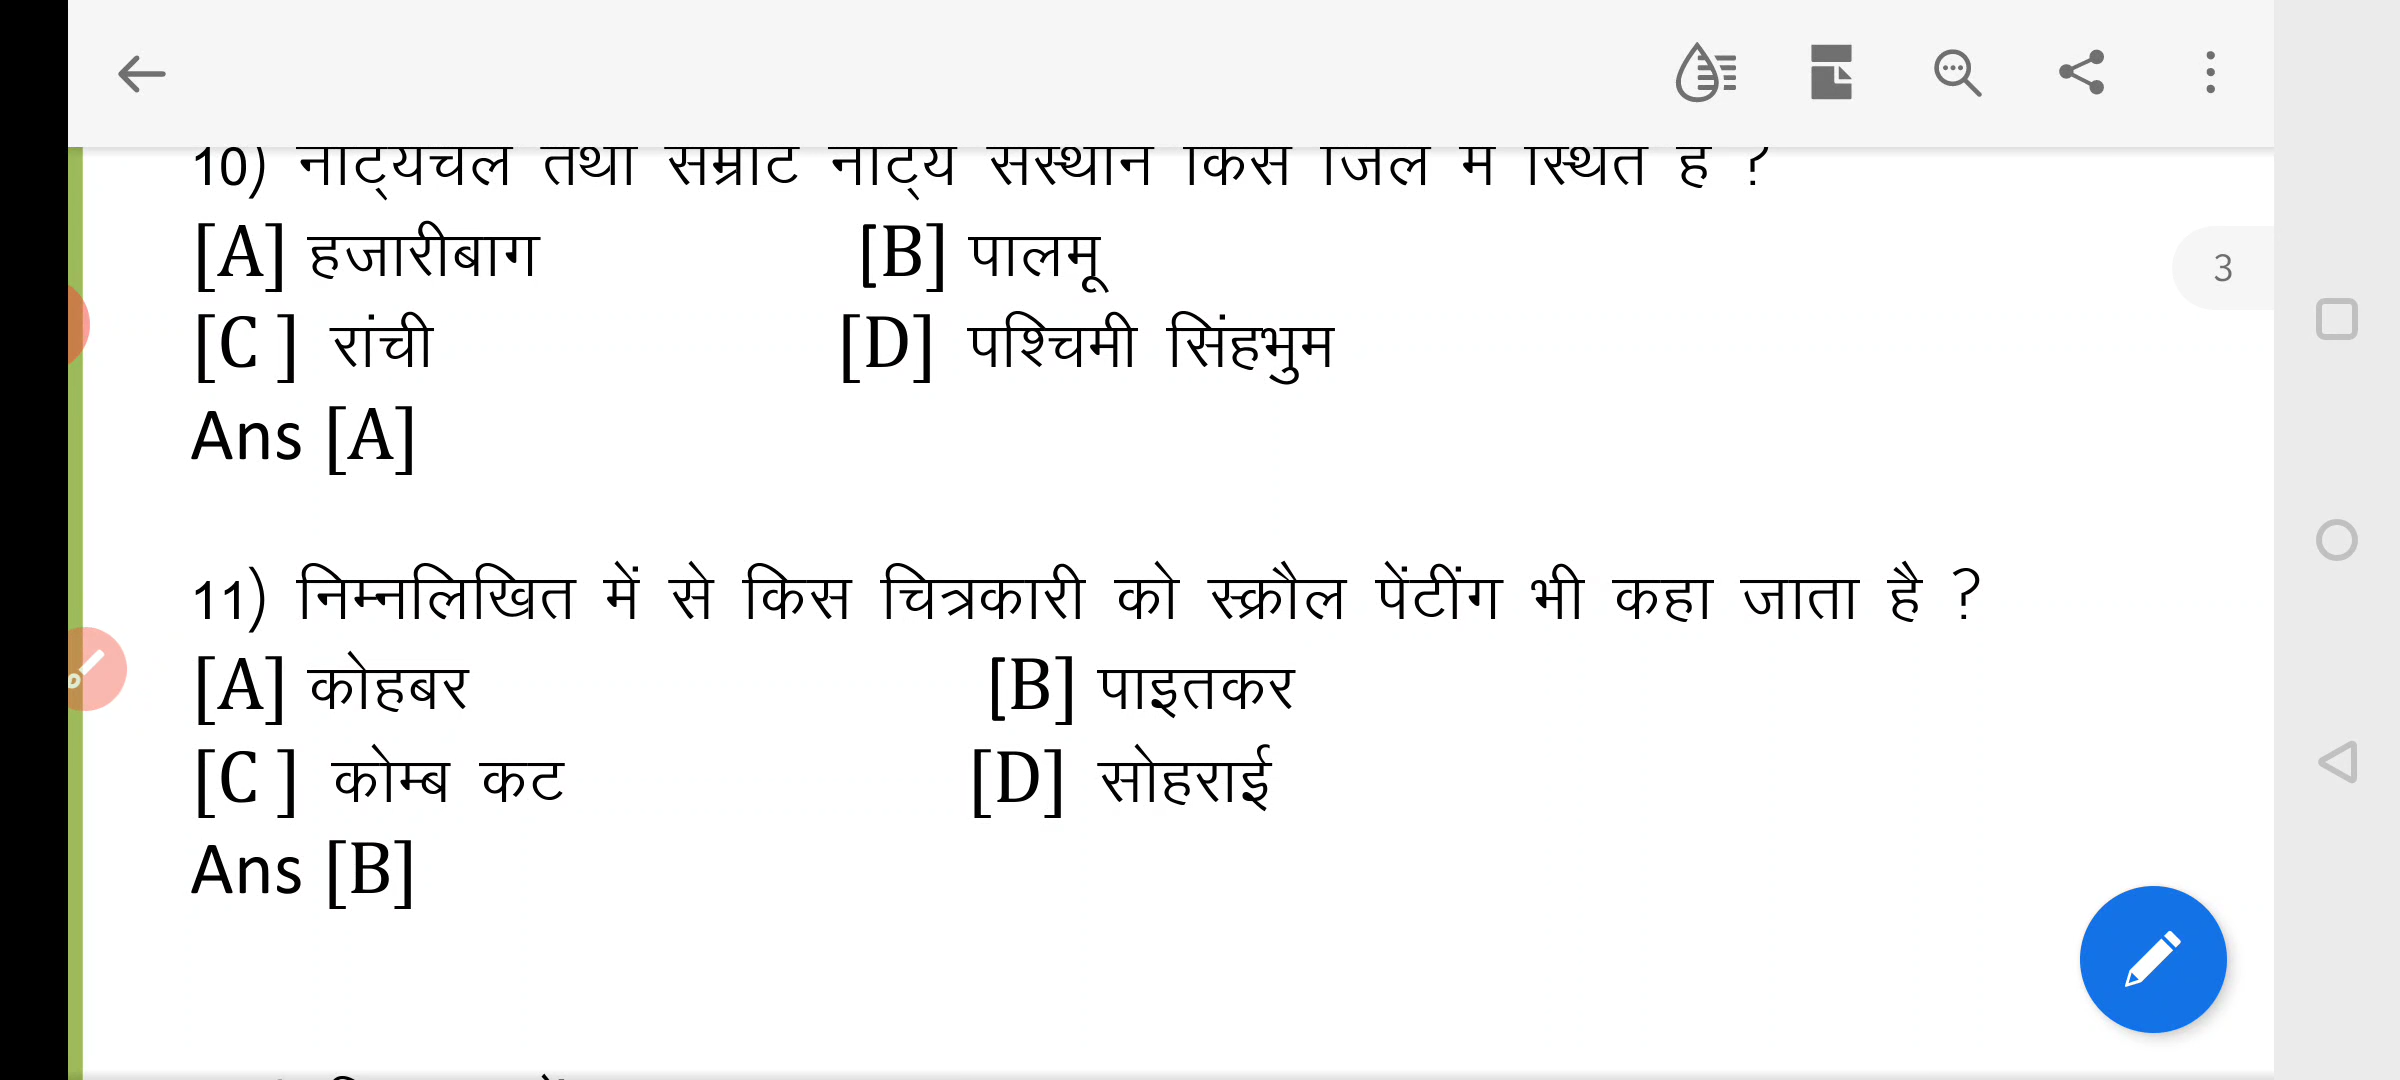 10) नाट्यचल तथा सम्राट नाट्य संस्थान किस जिले में स्थित है ?
3
[A] हजारीबाग [B] पालमू
[C ] रांची [D] पश्चिमी सिंहभुम
Ans [A]
11) निम्नलिखित में से किस चित्रकारी को स्क्रौल पेंटींग भी कहा जाता है ?
[A] कोहबर [B] पाइतकर
[C ] कोम्ब कट [D] सोहराई
Ans [B]